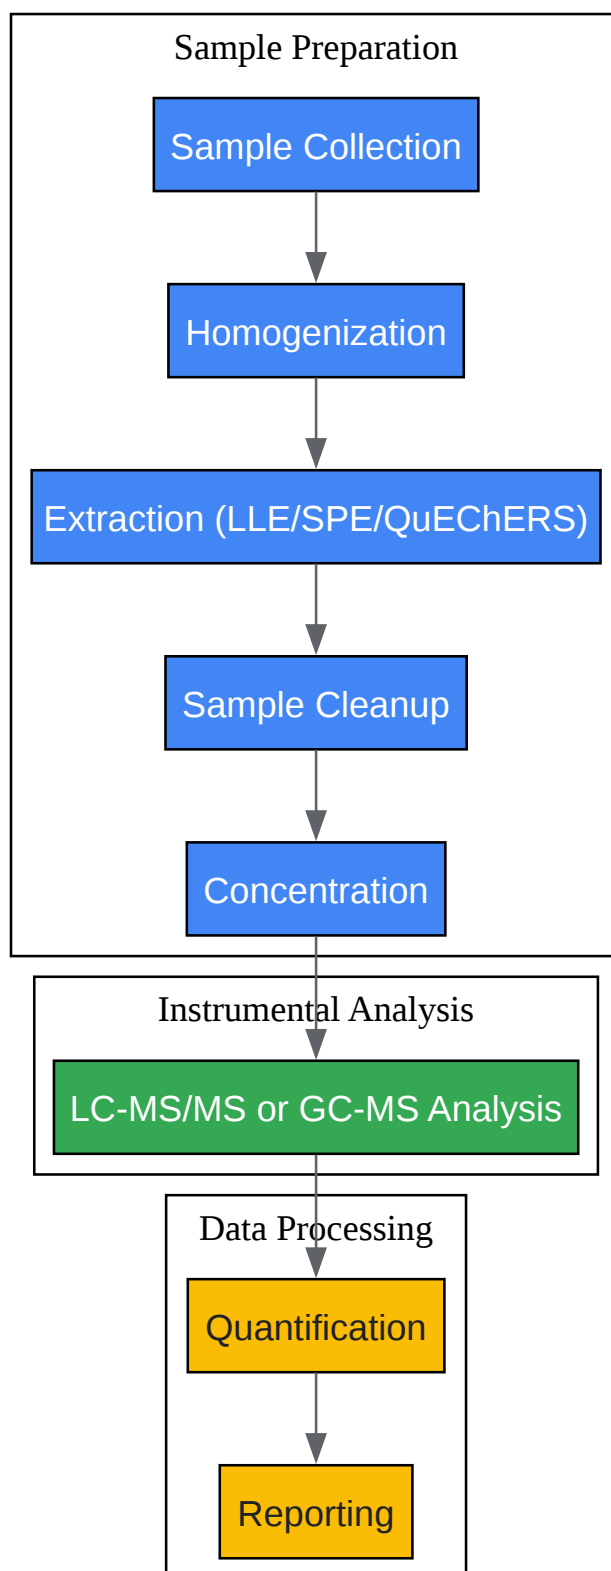 Sample Preparation
Sample Collection
Homogenization
Extraction (LLE/SPE/QuEChERS)
Sample Cleanup
Concentration
Instrumental Analysis
LC-MS/MS or GC-MS Analysis
Data Processing
Quantification
Reporting